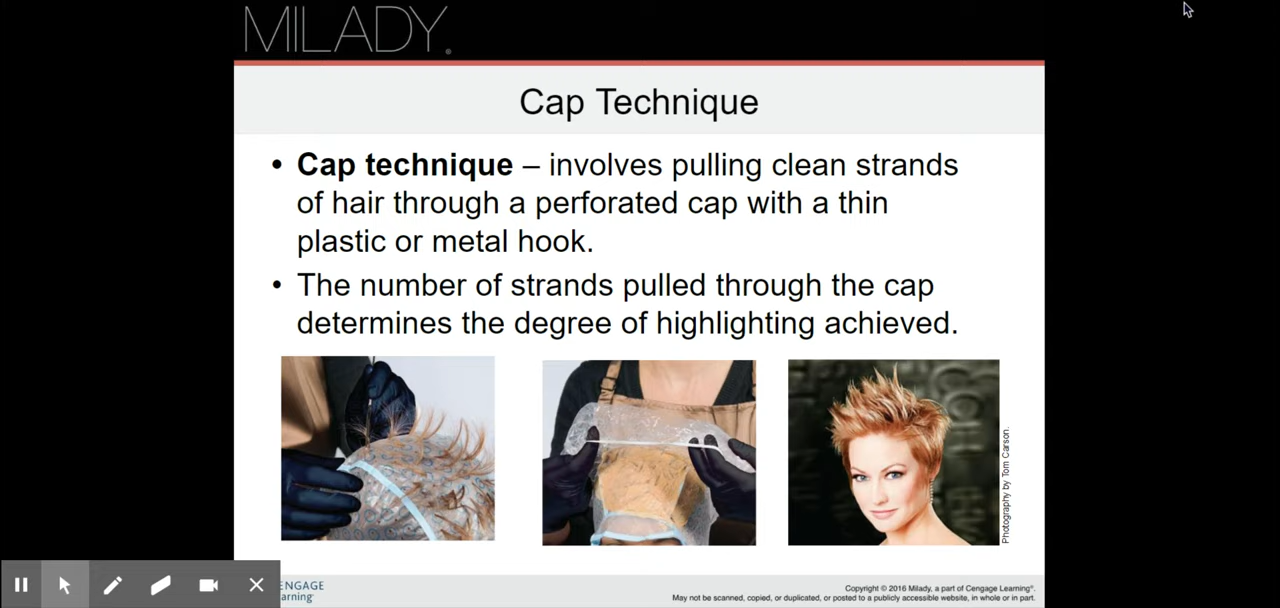 MILADY®
Cap Technique
• Cap technique – involves pulling clean strands
of hair through a perforated cap with a thin
plastic or metal hook.
• The number of strands pulled through the cap
determines the degree of highlighting achieved.
Photography by Tom Carson.
ENGAGE
arning
Copyright © 2016 Milady, a part of Cengage Learning®.
May not be scanned, copied, or duplicated, or posted to a publicly accessible website, in whole or in part.